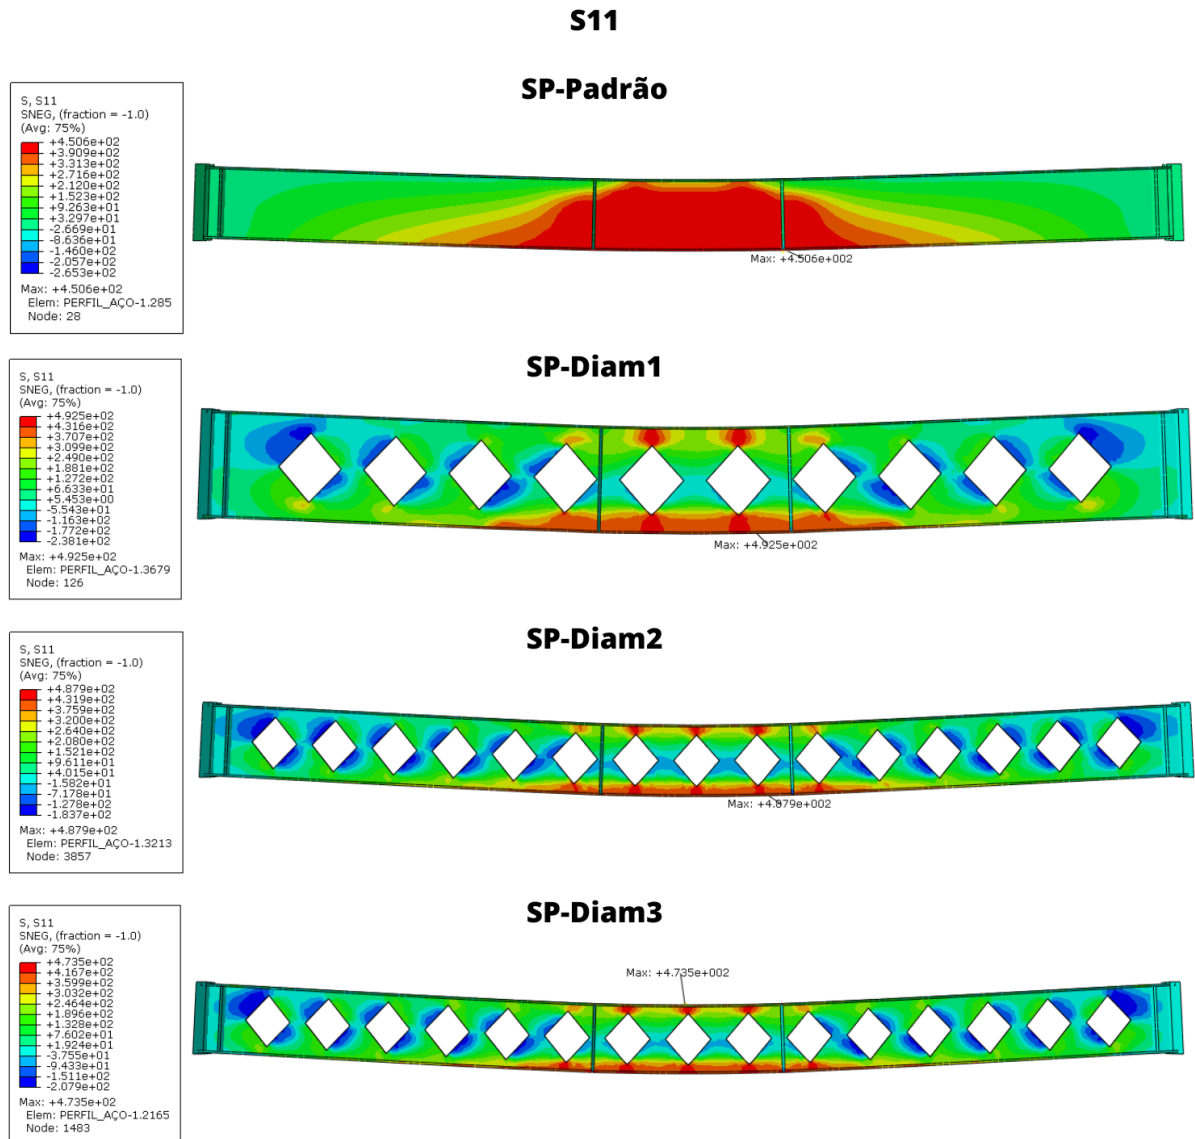 S11
SP-Padrão
S, S11
SNEG, (fraction = -1.0)
(Avg: 75%)
+4.506e+02
+3.909e+02
+3.313e+02
+2.716e+02
+2.120e+02
+1.523e+02
+9.263e+01
+3.297e+01
-2.669e+01
-8.636e+01
-1.460e+02
-2.057e+02
-2.653e+02
Max: +4.506e+02
Elem: PERFIL_AÇO-1.285
Node: 28
Max: +4.506e+002
SP-Diam1
S, S11
SNEG, (fraction = -1.0)
(Avg: 75%)
+4.925e+02
+4.316e+02
+3.707e+02
+3.099e+02
+2.490e+02
+1.881e+02
+1.272e+02
+6.633e+01
+5.453e+00
-5.543e+01
-1.163e+02
-1.772e+02
-2.381e+02
Max: +4.925e+02
Elem: PERFIL_AÇO-1.3679
Node: 126
Max: +4.925e+002
SP-Diam2
S, S11
SNEG, (fraction = -1.0)
(Avg: 75%)
+4.879e+02
+4.319e+02
+3.759e+02
+3.200e+02
+2.640e+02
+2.080e+02
+1.521e+02
+9.611e+01
+4.015e+01
-1.582e+01
-7.178e+01
-1.278e+02
-1.837e+02
Max: +4.879e+02
Elem: PERFIL_AÇO-1.3213
Node: 3857
Max: +4.879e+002
SP-Diam3
S, S11
SNEG, (fraction = -1.0)
(Avg: 75%)
+4.735e+02
+4.167e+02
+3.599e+02
+3.032e+02
+2.464e+02
+1.896e+02
+1.328e+02
+7.602e+01
+1.924e+01
-3.755e+01
-9.433e+01
-1.511e+02
-2.079e+02
Max: +4.735e+02
Elem: PERFIL_AÇO-1.2165
Node: 1483
Max: +4.735e+002